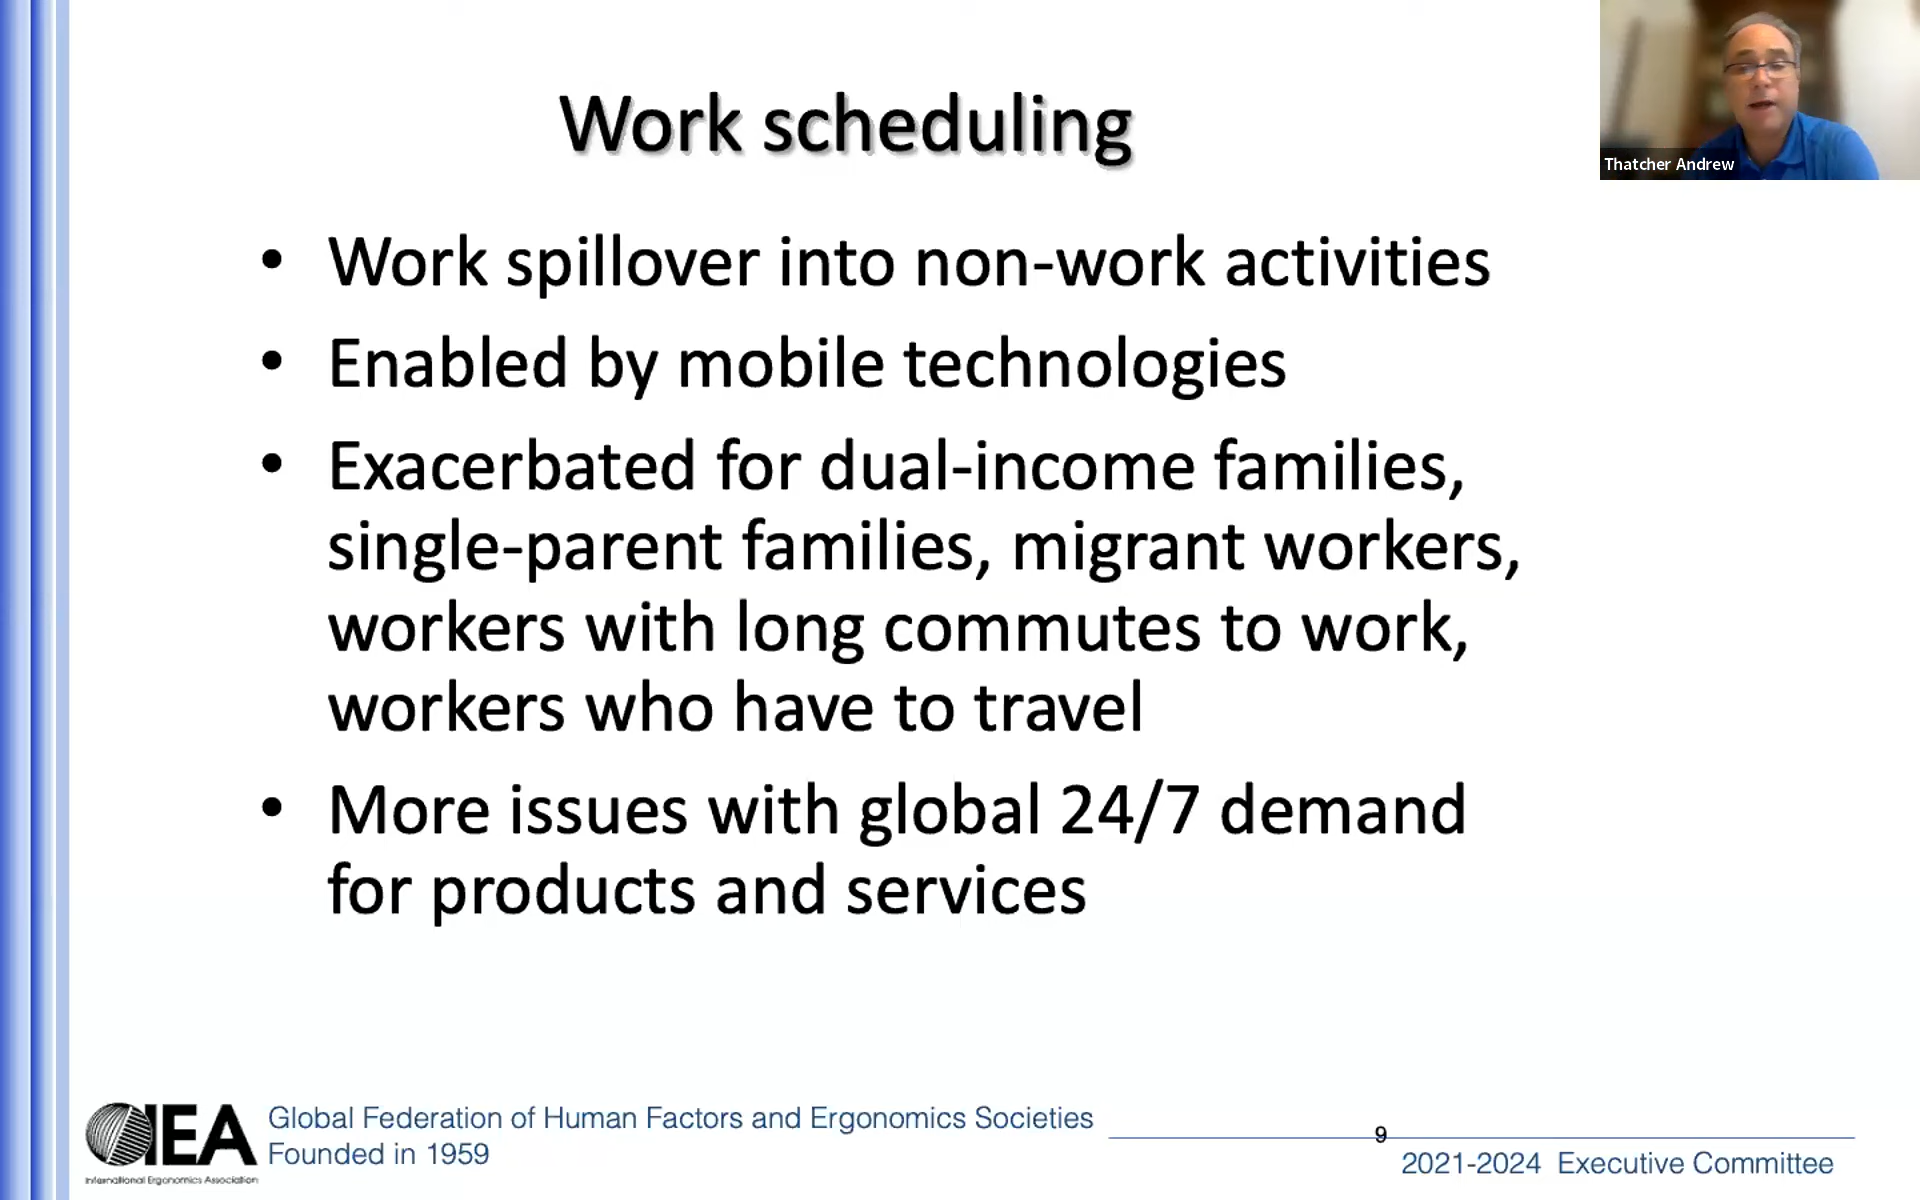 Work scheduling
Thatcher Andrew
• Work spillover into non-work activities
• Enabled by mobile technologies
• Exacerbated for dual-income families,
single-parent families, migrant workers,
workers with long commutes to work,
workers who have to travel
• More issues with global 24/7 demand
for products and services
IEA
International Ergonomics Association
Global Federation of Human Factors and Ergonomics Societies
Founded in 1959
9
2021-2024 Executive Committee